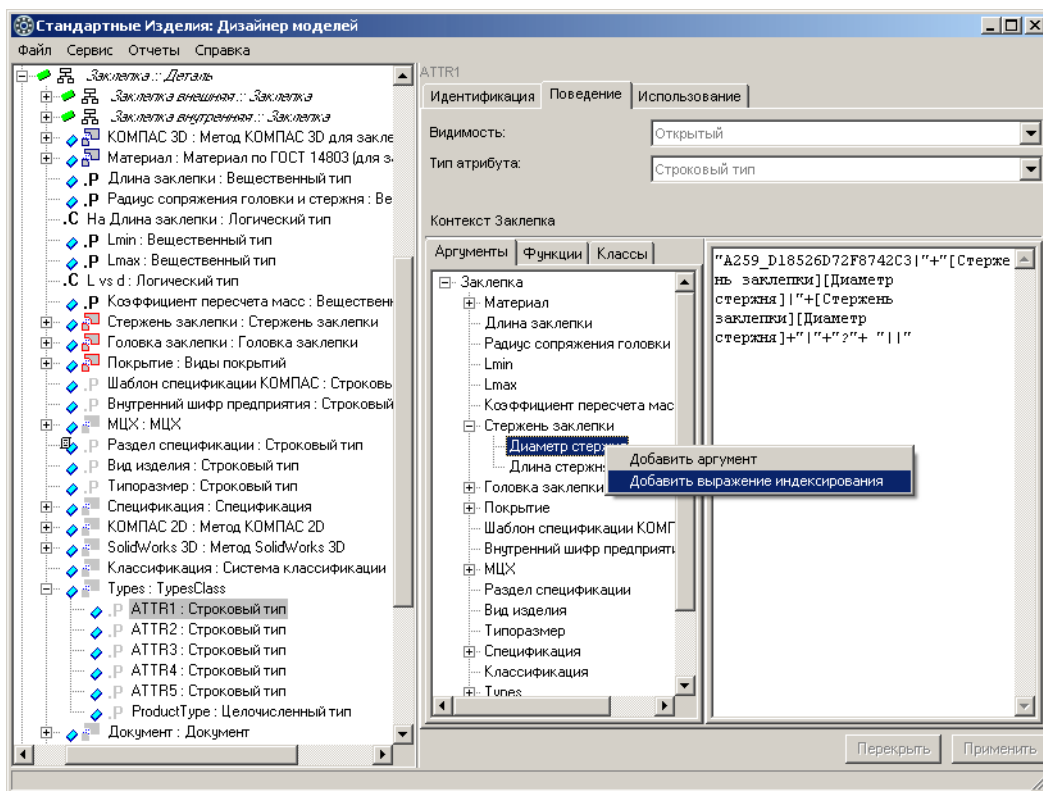 Стандартные Изделия: Дизайнер моделей
Файл Сервис Отчеты Справка
Заклепка :: Деталь
Заклепка внешняя :: Заклепка
Заклепка внутренняя :: Заклепка
КОМПАС 3D : Метод КОМПАС 3D для закле
Материал : Материал по ГОСТ 14803 (для з
.P Длина заклепки : Вещественный тип
.P Радиус сопряжения головки и стержня : Ве
.C На Длина заклепки : Логический тип
.P Lmin : Вещественный тип
.P Lmax : Вещественный тип
.C L vs d : Логический тип
.P Коэффициент пересчета масс : Веществен
Стержень заклепки : Стержень заклепки
Головка заклепки : Головка заклепки
Покрытие : Виды покрытий
.P Шаблон спецификации КОМПАС : Строковь
.P Внутренний шифр предприятия : Строковый
МЦХ : МЦХ
.P Раздел спецификации : Строковый тип
.P Вид изделия : Строковый тип
.P Типоразмер : Строковый тип
Спецификация : Спецификация
КОМПАС 2D : Метод КОМПАС 2D
SolidWorks 3D : Метод SolidWorks 3D
Классификация : Система классификации
Types : TypesClass
.P ATTR1 : Строковый тип
.P ATTR2 : Строковый тип
.P ATTR3 : Строковый тип
.P ATTR4 : Строковый тип
.P ATTR5 : Строковый тип
.P ProductType : Целочисленный тип
Документ : Документ
ATTR1
Идентификация Поведение Использование
Видимость: Открытый
Тип атрибута: Строковый тип
Контекст Заклепка
Аргументы Функции Классы
Заклепка
Материал
Длина заклепки
Радиус сопряжения головки
Lmin
Lmax
Коэффициент пересчета мас
Стержень заклепки
Диаметр стержня
Длина стержн
Головка заклепки
Покрытие
Шаблон спецификации КОМГ
Внутренний шифр предприяти
МЦХ
Раздел спецификации
Вид изделия
Типоразмер
Спецификация
Классификация
Types
Добавить аргумент
Добавить выражение индексирования
"A259_D18526D72F8742C3|"+"[Стерже
нь заклепки][Диаметр
стержня]|"+[Стержень
заклепки][Диаметр
стержня]+"|"+"?"+ "||"
Перекрыть Применить